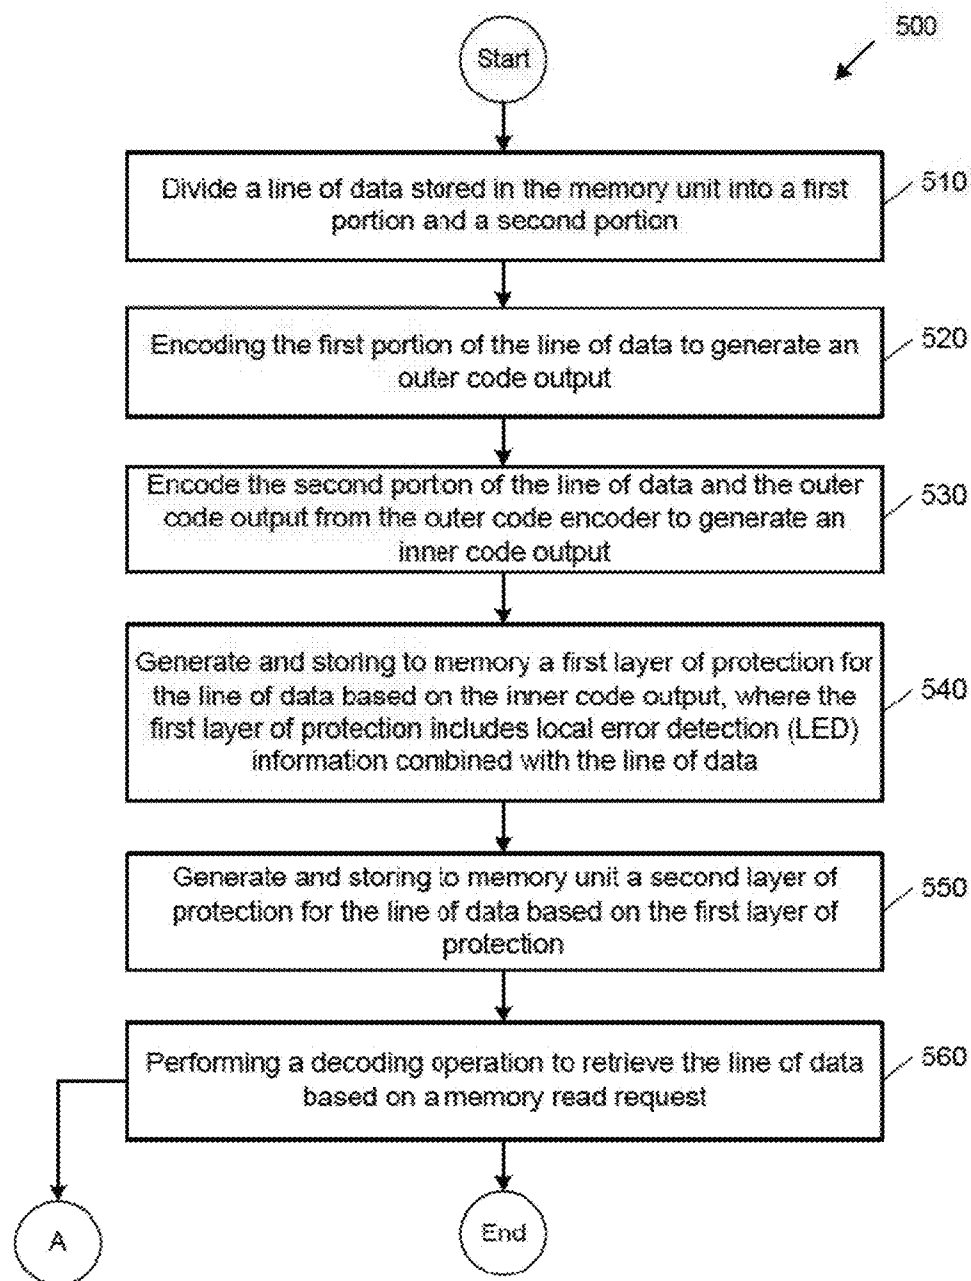 500
Start
Divide a line of data stored in the memory unit into a first
portion and a second portion
510
Encoding the first portion of the line of data to generate an
outer code output
520
Encode the second portion of the line of data and the outer
code output from the outer code encoder to generate an
inner code output
530
Generate and storing to memory a first layer of protection for
the line of data based on the inner code output, where the
first layer of protection includes local error detection (LED)
information combined with the line of data
540
Generate and storing to memory unit a second layer of
protection for the line of data based on the first layer of
protection
550
Performing a decoding operation to retrieve the line of data
based on a memory read request
560
A
End